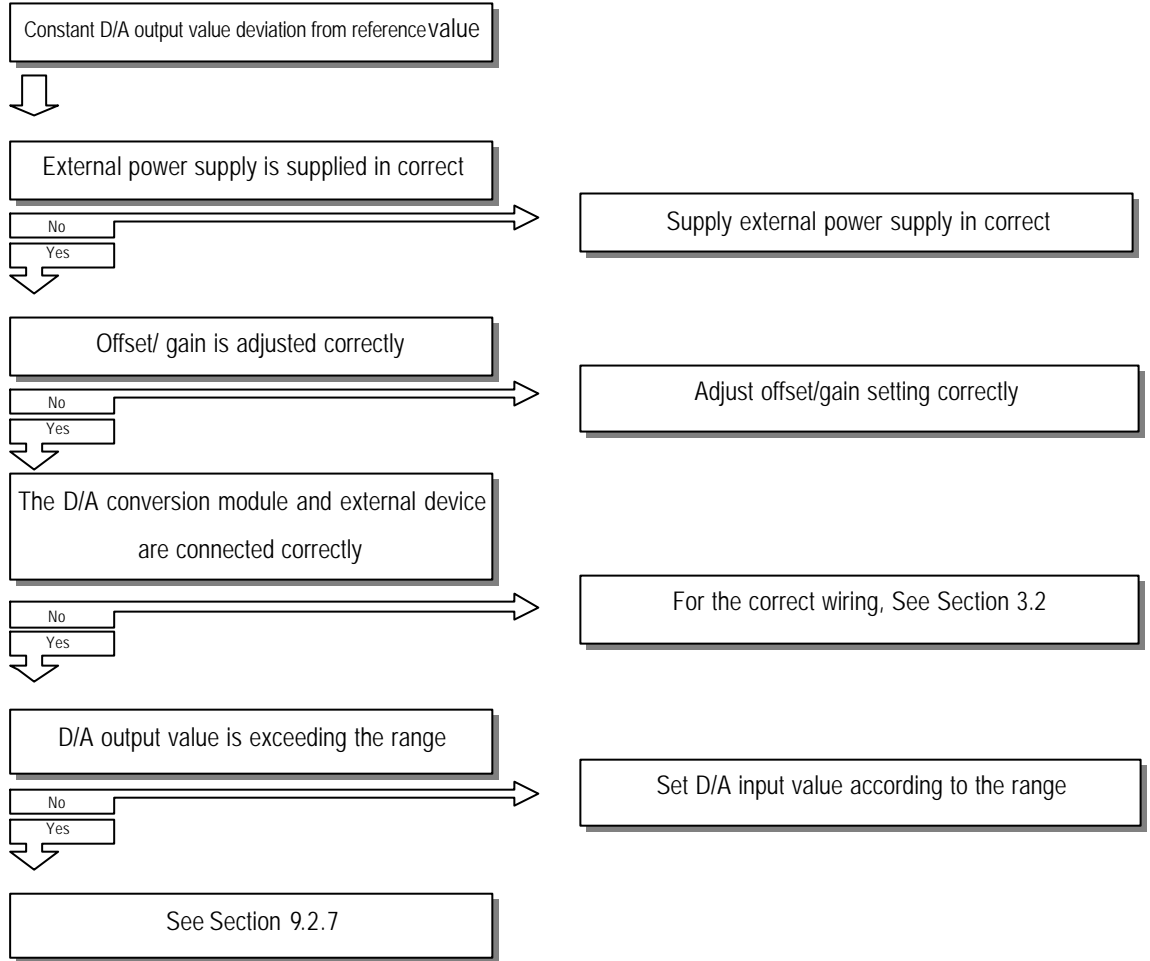 Constant D/A output value deviation from reference value
External power supply is supplied in correct
No
Supply external power supply in correct
Yes
Offset/ gain is adjusted correctly
No
Adjust offset/gain setting correctly
Yes
The D/A conversion module and external device
are connected correctly
No
For the correct wiring, See Section 3.2
Yes
D/A output value is exceeding the range
No
Set D/A input value according to the range
Yes
See Section 9.2.7